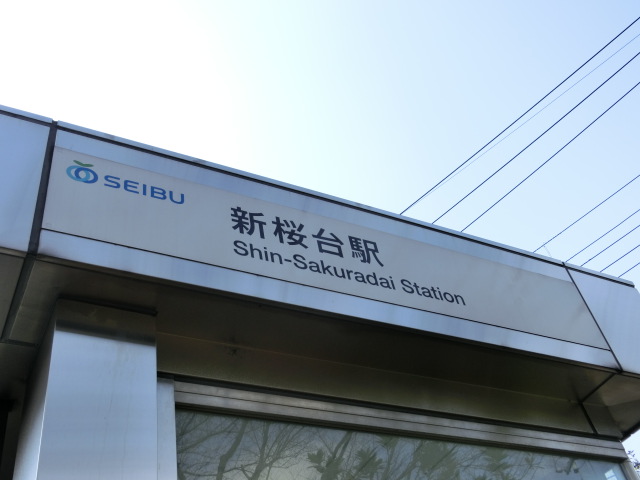 SEIBU
新桜台駅
Shin-Sakuradai Station